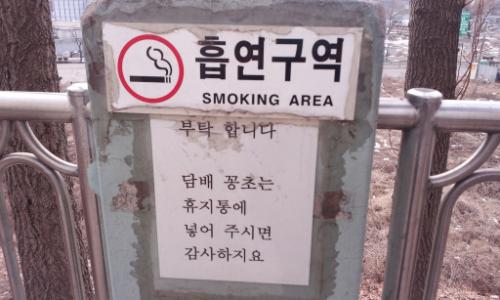 흡연구역
SMOKING AREA
부탁 합니다
담배 꽁초는
휴지통에
넣어 주시면
감사하지요